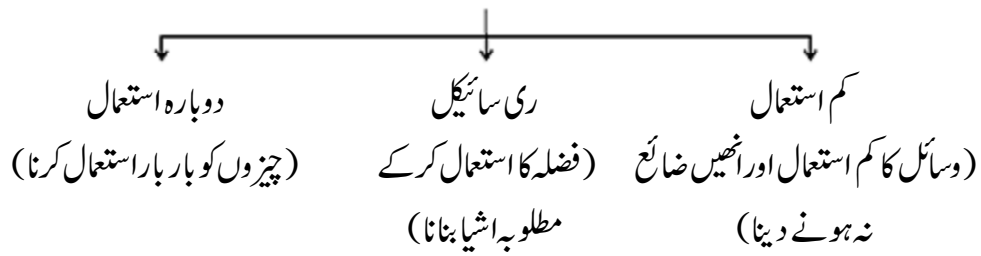 کم استعمال
(وسائل کا کم استعمال اور انھیں ضائع
نہ ہونے دینا)
ری سائیکل
(فضلہ کا استعمال کر کے
مطلوبہ اشیا بنانا)
دوبارہ استعمال
(چیزوں کو بار بار استعمال کرنا)